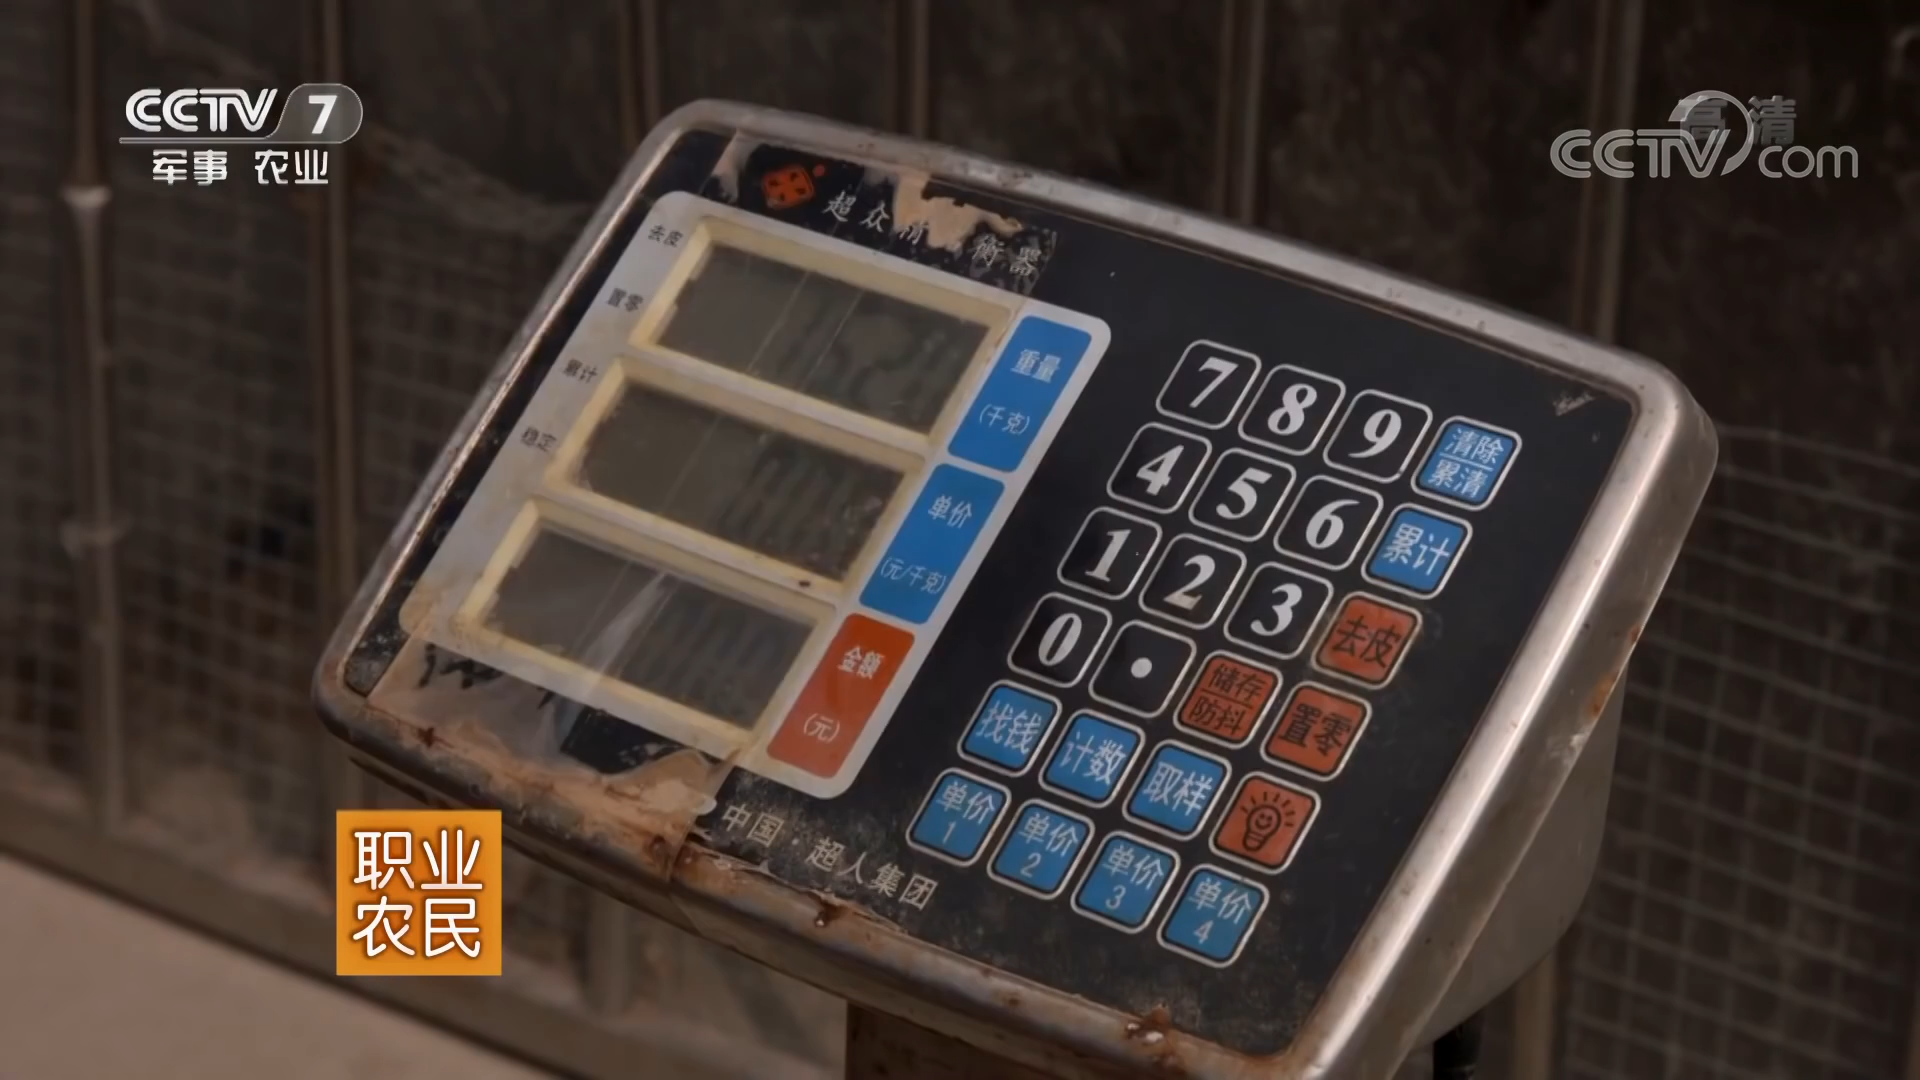 CCTV 7
军事 农业
高清
CCTV.com
超众精 衡器
去皮
置零
累计
稳定
重量
(千克)
单价
(元/千克)
金额
(元)
7 8 9 清除 累清
4 5 6 累计
1 2 3 去皮
0 . 储存 防抖 置零
找钱 计数 取样
单价1 单价2 单价3 单价4
中国·超人集团
职业
农民